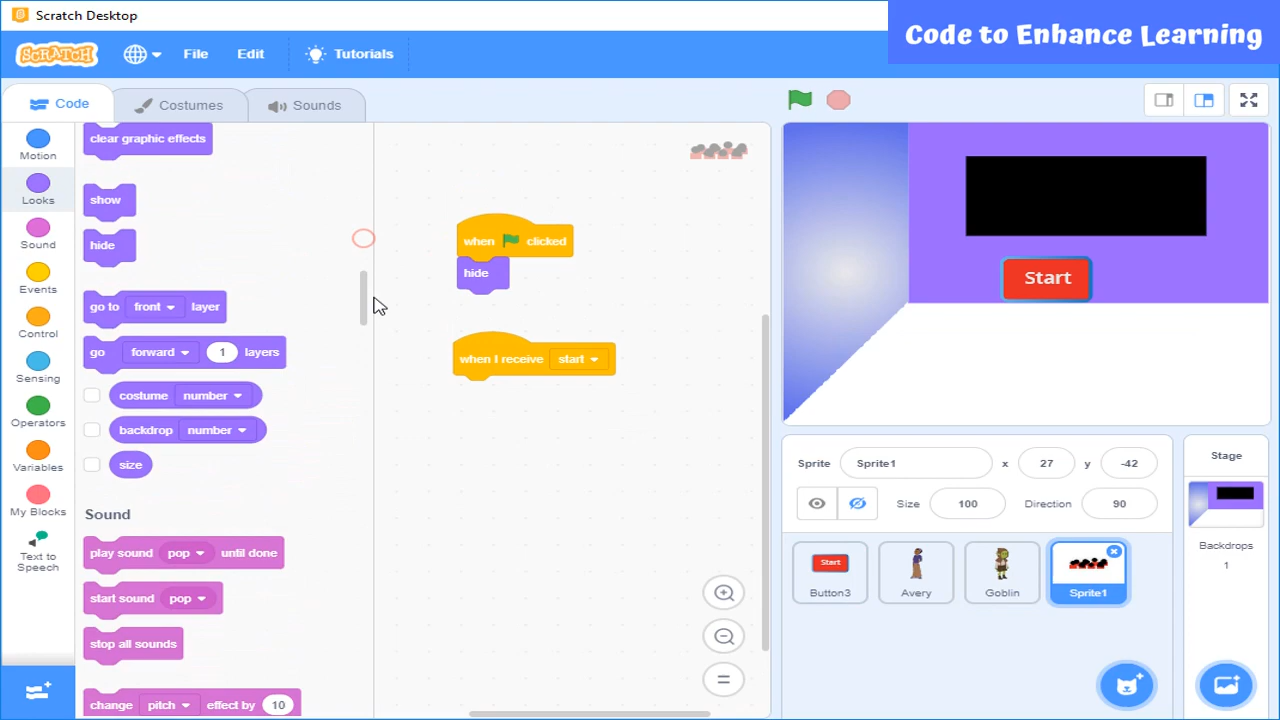 Scratch Desktop
Code to Enhance Learning
SCRATCH
File
Edit
Tutorials
Code
Costumes
Sounds
Motion
Looks
Sound
Events
Control
Sensing
Operators
Variables
My Blocks
Text to
Speech
clear graphic effects
show
hide
go to front layer
go forward 1 layers
costume number
backdrop number
size
Sound
play sound pop until done
start sound pop
stop all sounds
change pitch effect by 10
when clicked
hide
when I receive start
Start
Sprite Sprite1 x 27 y -42
Size 100 Direction 90
Start
Button3
Avery
Goblin
Sprite1
Stage
Backdrops
1